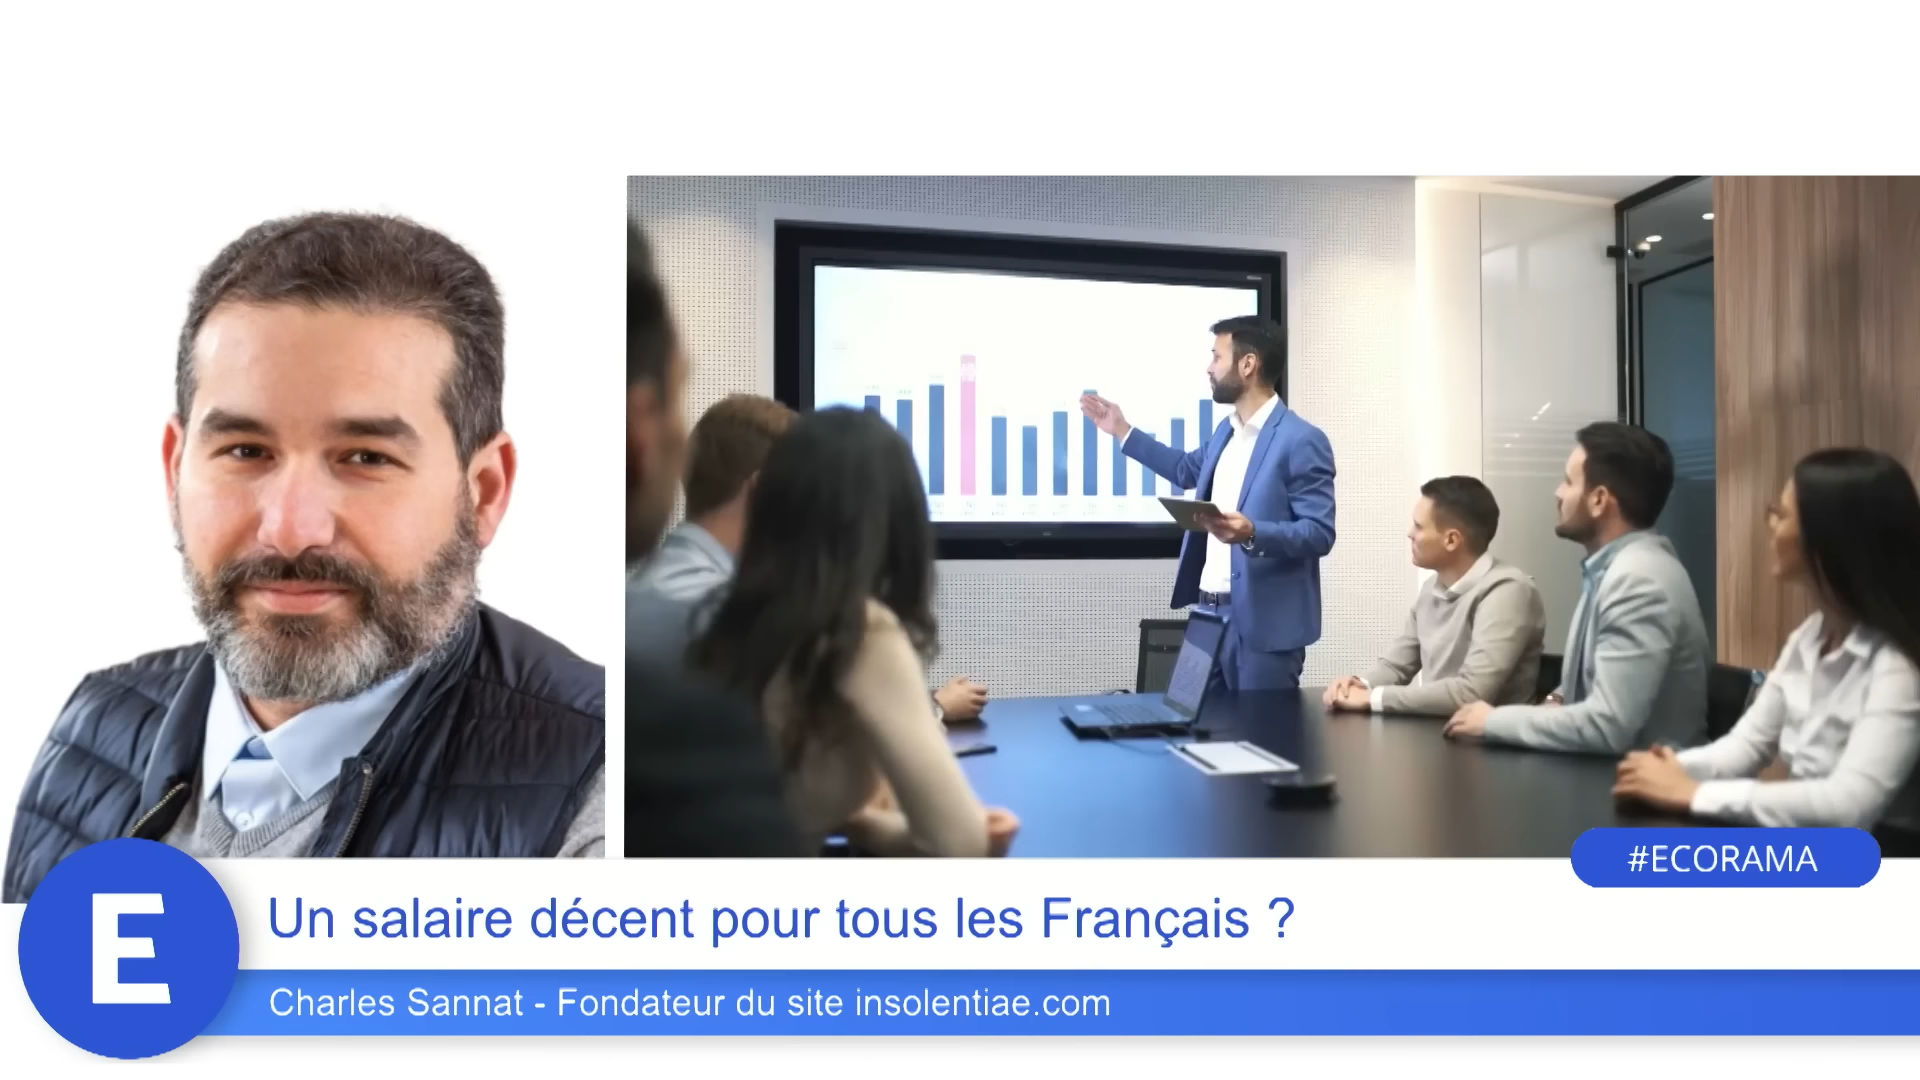 #ECORAMA
E
Un salaire décent pour tous les Français ?
Charles Sannat - Fondateur du site insolentiae.com